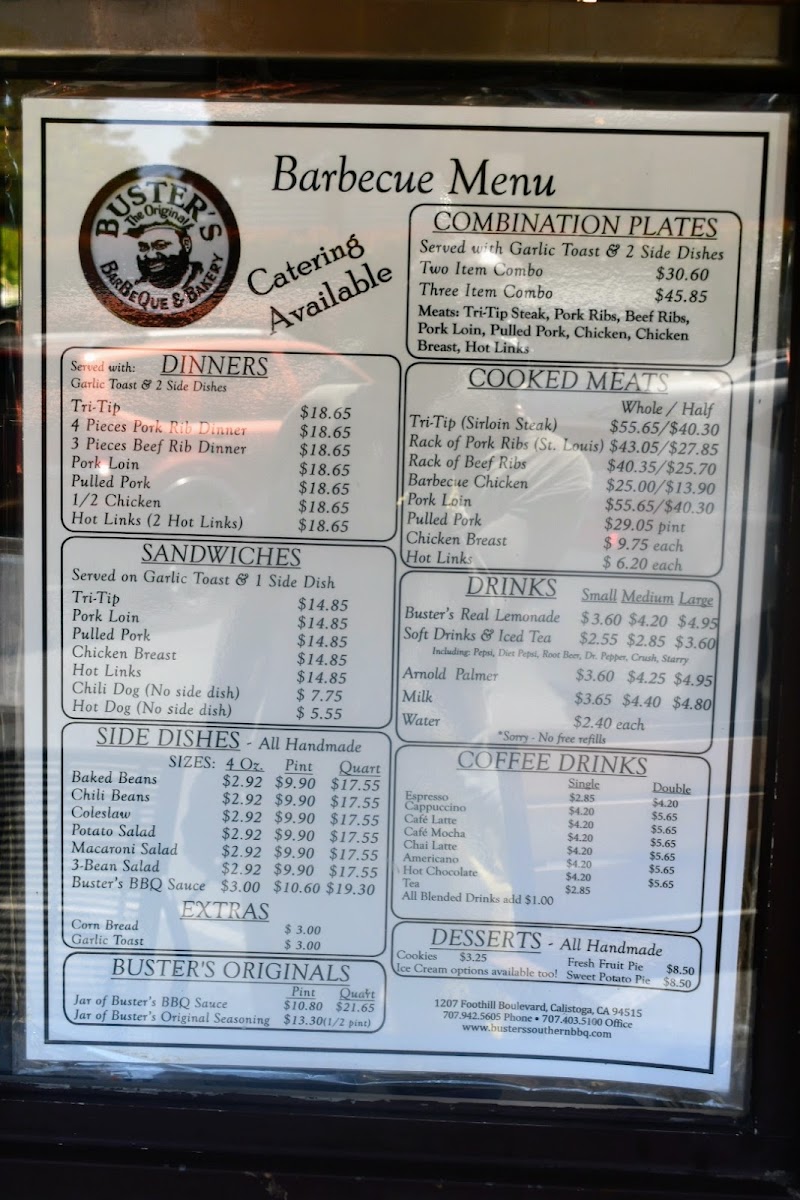 Barbecue Menu
BUSTER'S
The Original
BARBEQUE & BAKERY
Catering
Available
COMBINATION PLATES
Served with Garlic Toast & 2 Side Dishes
Two Item Combo $30.60
Three Item Combo $45.85
Meats: Tri-Tip Steak, Pork Ribs, Beef Ribs,
Pork Loin, Pulled Pork, Chicken, Chicken
Breast, Hot Links
Served with: DINNERS
Garlic Toast & 2 Side Dishes
Tri-Tip $18.65
4 Pieces Pork Rib Dinner $18.65
3 Pieces Beef Rib Dinner $18.65
Pork Loin $18.65
Pulled Pork $18.65
1/2 Chicken $18.65
Hot Links (2 Hot Links) $18.65
COOKED MEATS
Whole / Half
Tri-Tip (Sirloin Steak) $55.65/$40.30
Rack of Pork Ribs (St. Louis) $43.05/$27.85
Rack of Beef Ribs $40.35/$25.70
Barbecue Chicken $25.00/$13.90
Pork Loin $55.65/$40.30
Pulled Pork $29.05 pint
Chicken Breast $ 9.75 each
Hot Links $ 6.20 each
SANDWICHES
Served on Garlic Toast & 1 Side Dish
Tri-Tip $14.85
Pork Loin $14.85
Pulled Pork $14.85
Chicken Breast $14.85
Hot Links $14.85
Chili Dog (No side dish) $ 7.75
Hot Dog (No side dish) $ 5.55
DRINKS Small Medium Large
Buster's Real Lemonade $3.60 $4.20 $4.95
Soft Drinks & Iced Tea $2.55 $2.85 $3.60
Including: Pepsi, Diet Pepsi, Root Beer, Dr. Pepper, Crush, Starry
Arnold Palmer $3.60 $4.25 $4.95
Milk $3.65 $4.40 $4.80
Water $2.40 each
*Sorry - No free refills
SIDE DISHES - All Handmade
SIZES: 4 Oz. Pint Quart
Baked Beans $2.92 $9.90 $17.55
Chili Beans $2.92 $9.90 $17.55
Coleslaw $2.92 $9.90 $17.55
Potato Salad $2.92 $9.90 $17.55
Macaroni Salad $2.92 $9.90 $17.55
3-Bean Salad $2.92 $9.90 $17.55
Buster's BBQ Sauce $3.00 $10.60 $19.30
EXTRAS
Corn Bread $ 3.00
Garlic Toast $ 3.00
COFFEE DRINKS
Single Double
Espresso $2.85 $4.20
Cappuccino $4.20 $5.65
Café Latte $4.20 $5.65
Café Mocha $4.20 $5.65
Chai Latte $4.20 $5.65
Americano $4.20 $5.65
Hot Chocolate $4.20 $5.65
Tea $2.85
All Blended Drinks add $1.00
BUSTER'S ORIGINALS
Pint Quart
Jar of Buster's BBQ Sauce $10.80 $21.65
Jar of Buster's Original Seasoning $13.30(1/2 pint)
DESSERTS - All Handmade
Cookies $3.25 Fresh Fruit Pie $8.50
Ice Cream options available too! Sweet Potato Pie $8.50
1207 Foothill Boulevard, Calistoga, CA 94515
707.942.5605 Phone • 707.403.5100 Office
www.busterssouthernbbq.com